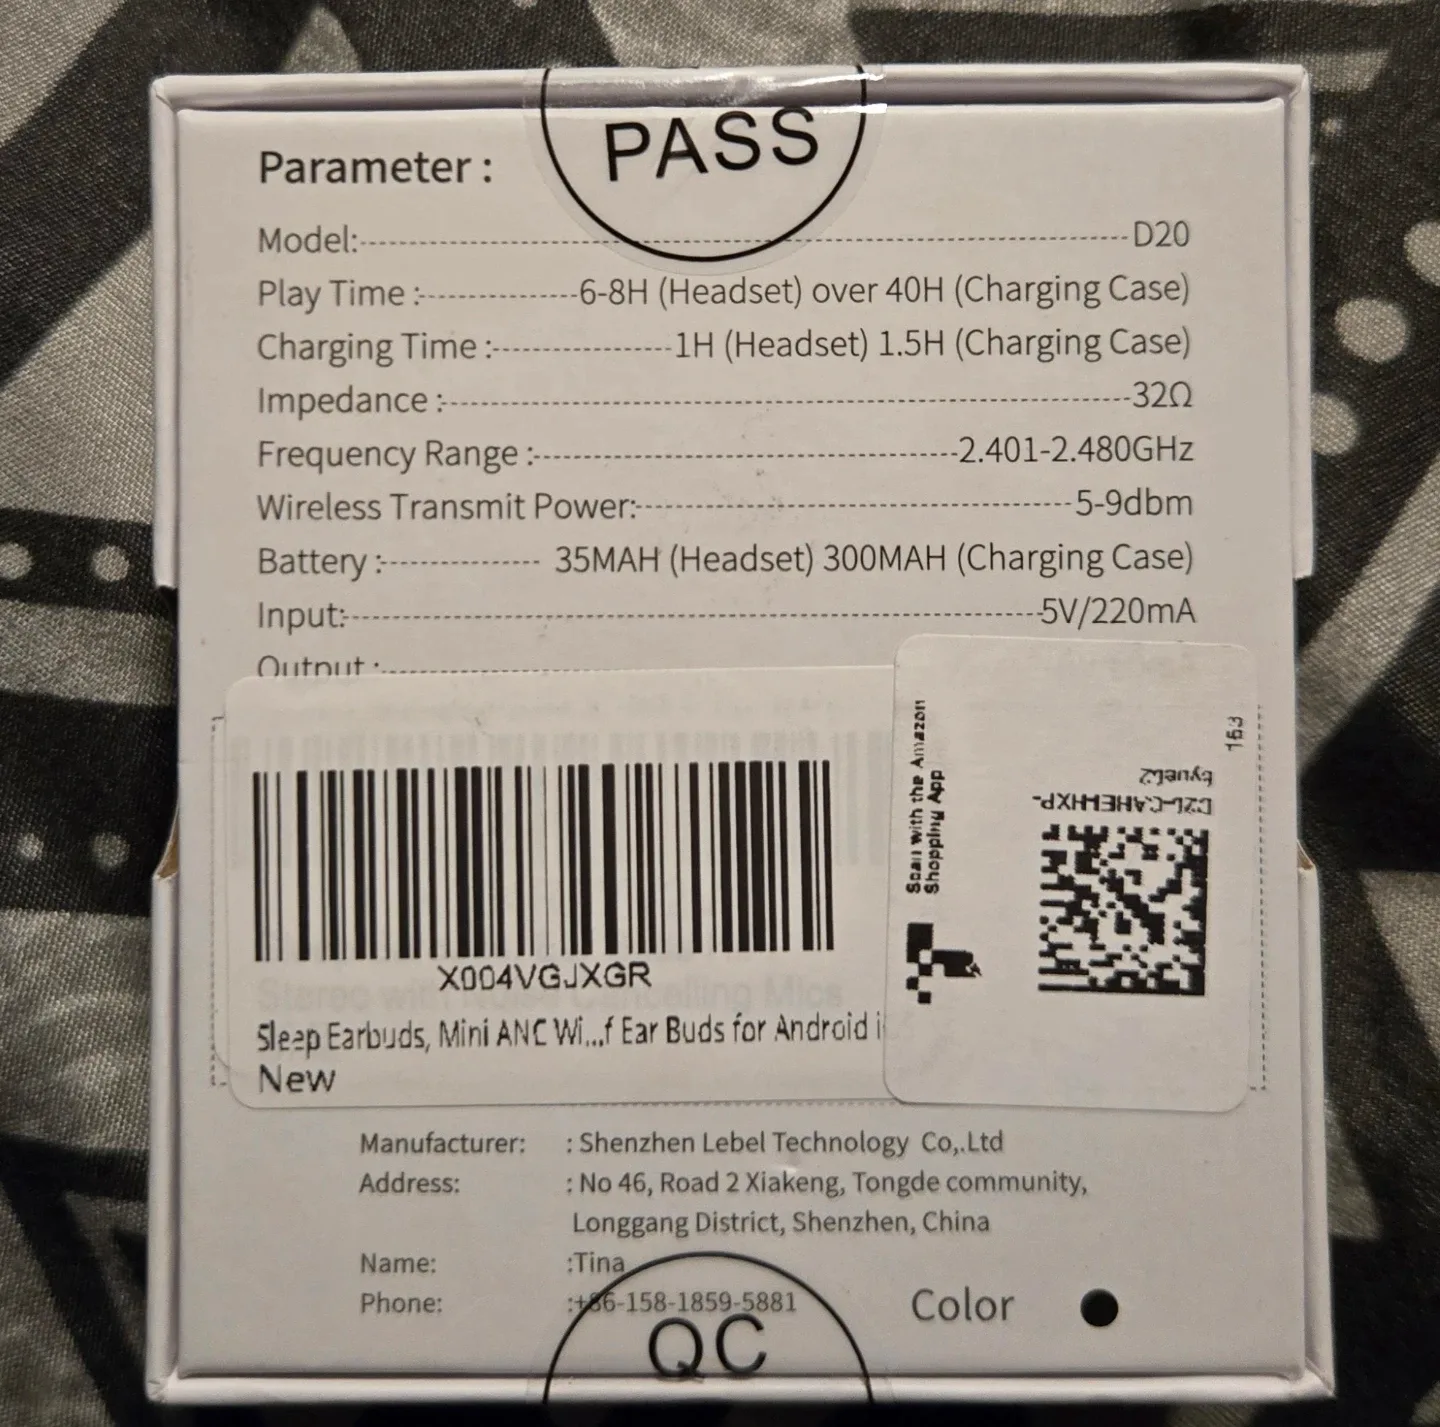 PASS
Parameter :
Model: D20
Play Time : 6-8H (Headset) over 40H (Charging Case)
Charging Time : 1H (Headset) 1.5H (Charging Case)
Impedance : 32Ω
Frequency Range : 2.401-2.480GHz
Wireless Transmit Power: 5-9dbm
Battery : 35MAH (Headset) 300MAH (Charging Case)
Input: 5V/220mA
Output :
X004VGJXGR
Sleep Earbuds, Mini ANC Wi...f Ear Buds for Android i
New
Scan with the Amazon
Shopping App
163
Manufacturer: : Shenzhen Lebel Technology Co,.Ltd
Address: : No 46, Road 2 Xiakeng, Tongde community,
Longgang District, Shenzhen, China
Name: :Tina
Phone: :+86-158-1859-5881
Color
QC